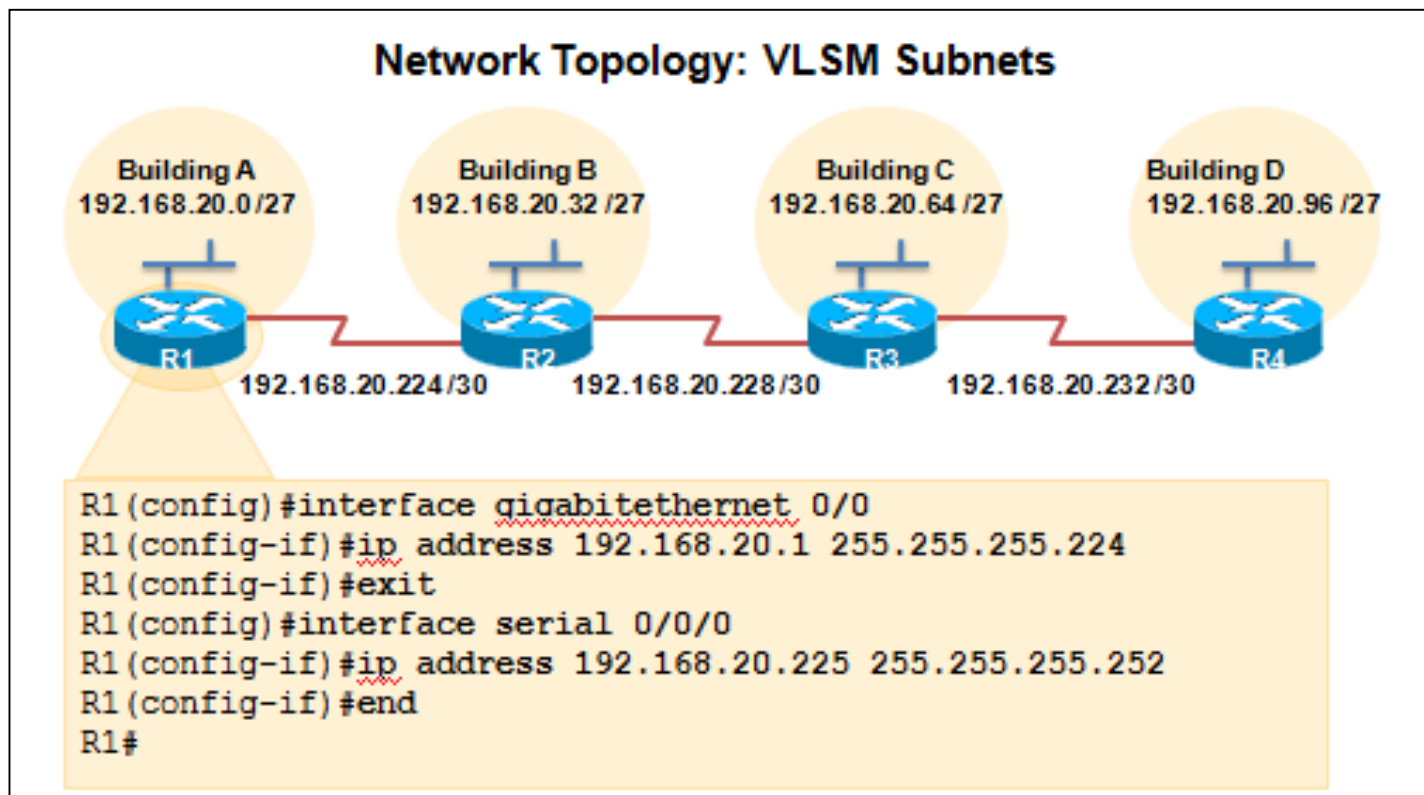 Network Topology: VLSM Subnets
Building A
192.168.20.0 /27
Building B
192.168.20.32 /27
Building C
192.168.20.64 /27
Building D
192.168.20.96 /27
R1
R2
R3
R4
192.168.20.224 /30
192.168.20.228 /30
192.168.20.232 /30
R1(config)#interface gigabitethernet 0/0
R1(config-if)#ip address 192.168.20.1 255.255.255.224
R1(config-if)#exit
R1(config)#interface serial 0/0/0
R1(config-if)#ip address 192.168.20.225 255.255.255.252
R1(config-if)#end
R1#